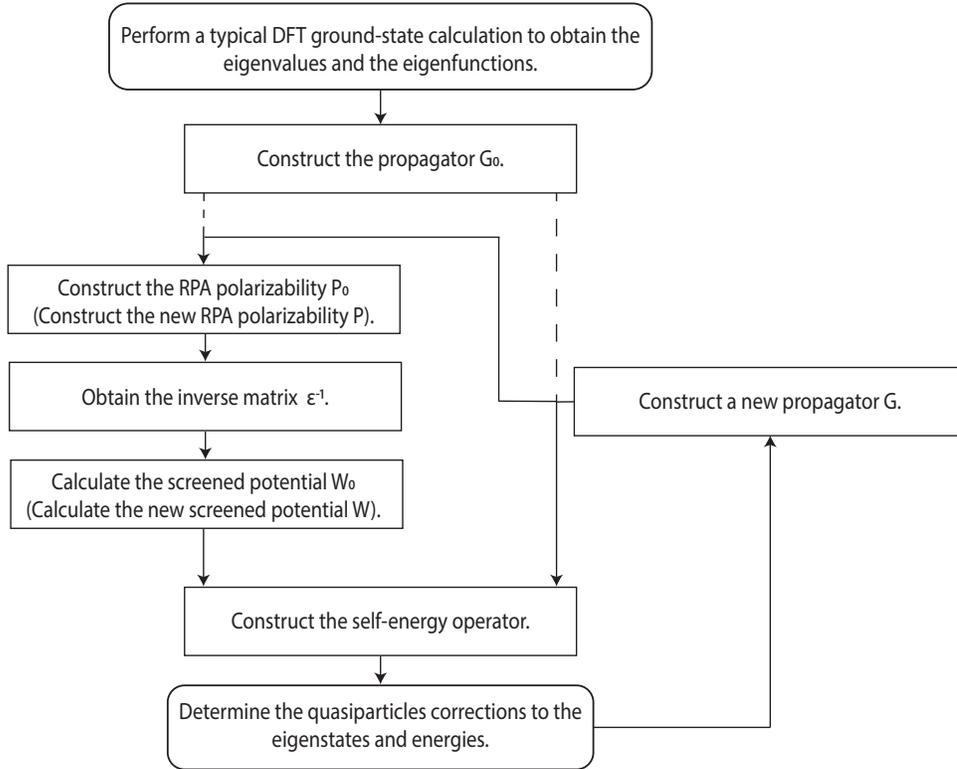 Perform a typical DFT ground-state calculation to obtain the
eigenvalues and the eigenfunctions.
Construct the propagator G₀.
Construct the RPA polarizability P₀
(Construct the new RPA polarizability P).
Obtain the inverse matrix ε⁻¹.
Construct a new propagator G.
Calculate the screened potential W₀
(Calculate the new screened potential W).
Construct the self-energy operator.
Determine the quasiparticles corrections to the
eigenstates and energies.